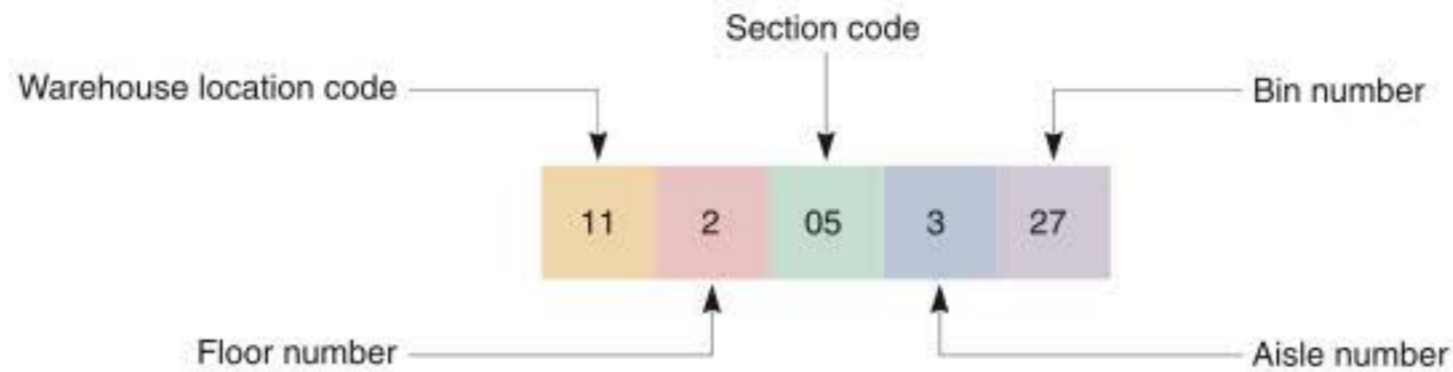 Section code
Warehouse location code
Bin number
11 2 05 3 27
Floor number
Aisle number